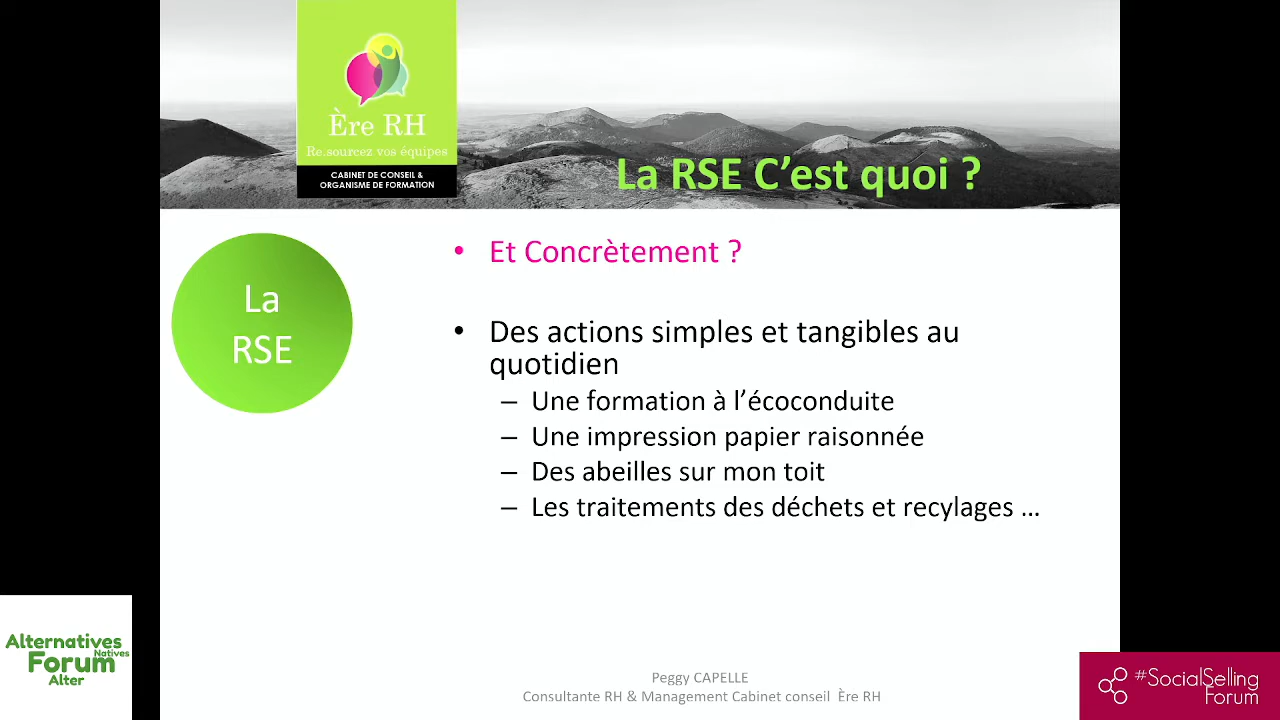 Ère RH
Re.sourcez vos équipes
CABINET DE CONSEIL &
ORGANISME DE FORMATION
La RSE C’est quoi ?
La
RSE
• Et Concrètement ?
• Des actions simples et tangibles au
quotidien
– Une formation à l’écoconduite
– Une impression papier raisonnée
– Des abeilles sur mon toit
– Les traitements des déchets et recylages …
Peggy CAPELLE
Consultante RH & Management Cabinet conseil Ère RH
Alternatives
Natives
Forum
Alter
#SocialSelling
Forum